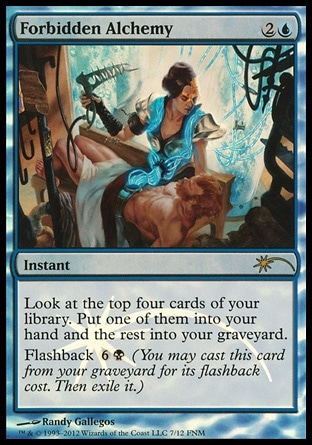 Forbidden Alchemy 2
Instant
Look at the top four cards of your
library. Put one of them into your
hand and the rest into your graveyard.
Flashback 6 (You may cast this card
from your graveyard for its flashback
cost. Then exile it.)
Randy Gallegos
™ & © 1993–2012 Wizards of the Coast LLC 7/12 FNM